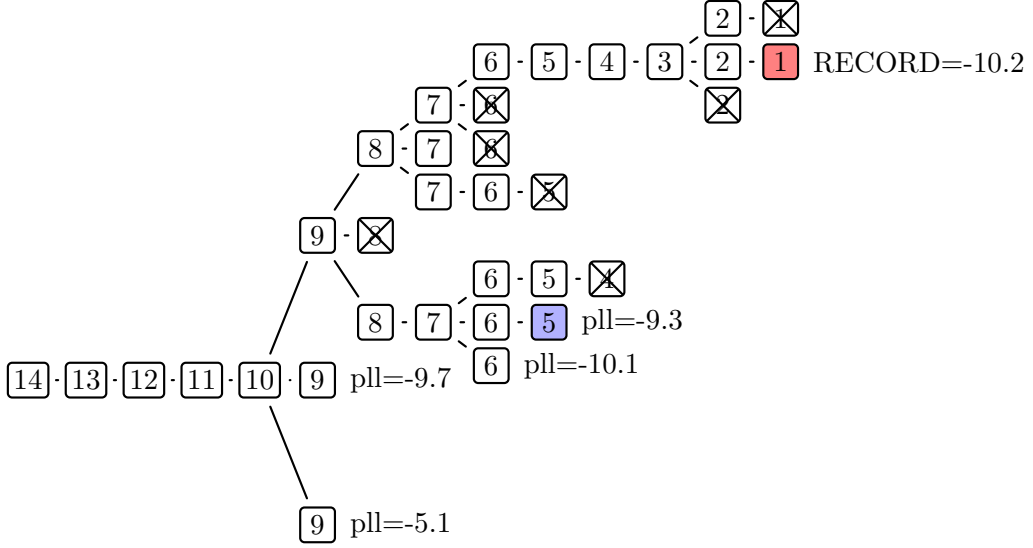 2 1
6 5 4 3 2 1 RECORD=-10.2
7 6 2
8 7 6
7 6 5
9 8
6 5 4
8 7 6 5 pll=-9.3
6 pll=-10.1
14 13 12 11 10 9 pll=-9.7
9 pll=-5.1